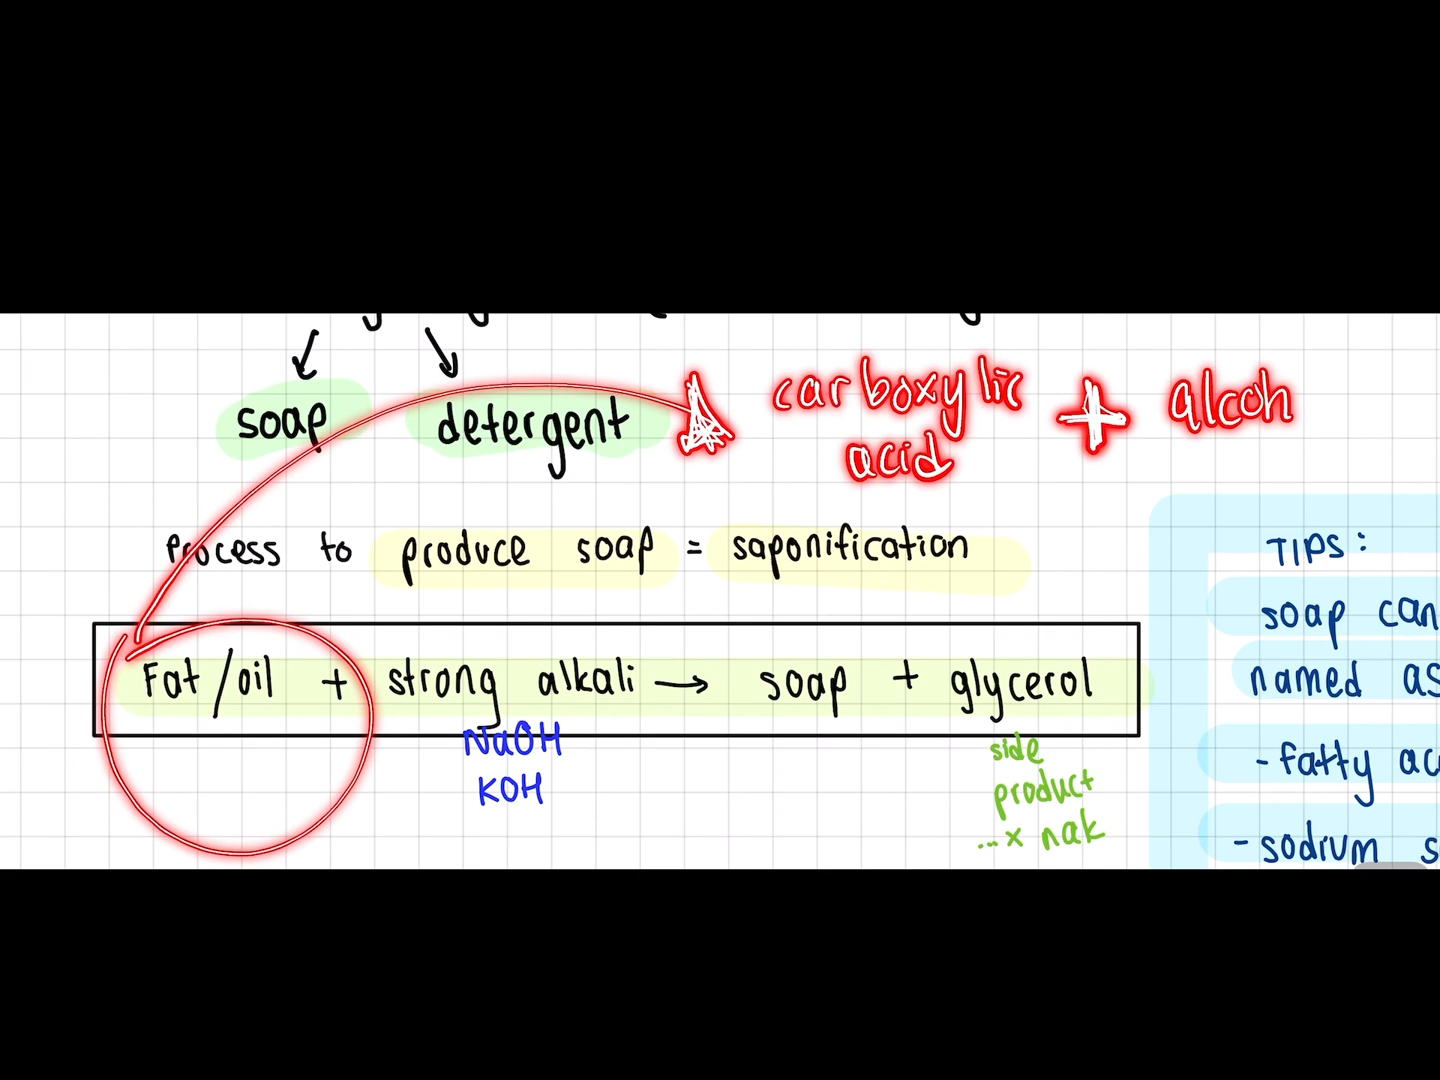 soap detergent carboxylic + alcoh
acid
Process to produce soap = saponification
TIPS:
soap can
named as
Fat/oil + strong alkali → soap + glycerol
NaOH
KOH
side
product
... x nak
- fatty ac
- sodium s